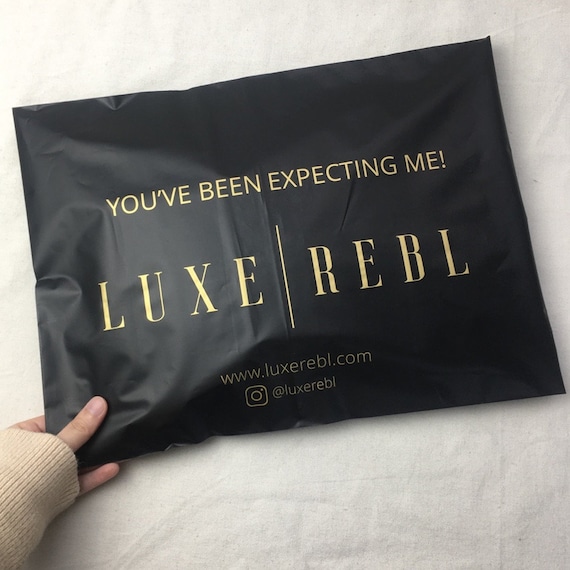 YOU'VE BEEN EXPECTING ME!
LUXE | REBL
www.luxerebl.com
@luxerebl